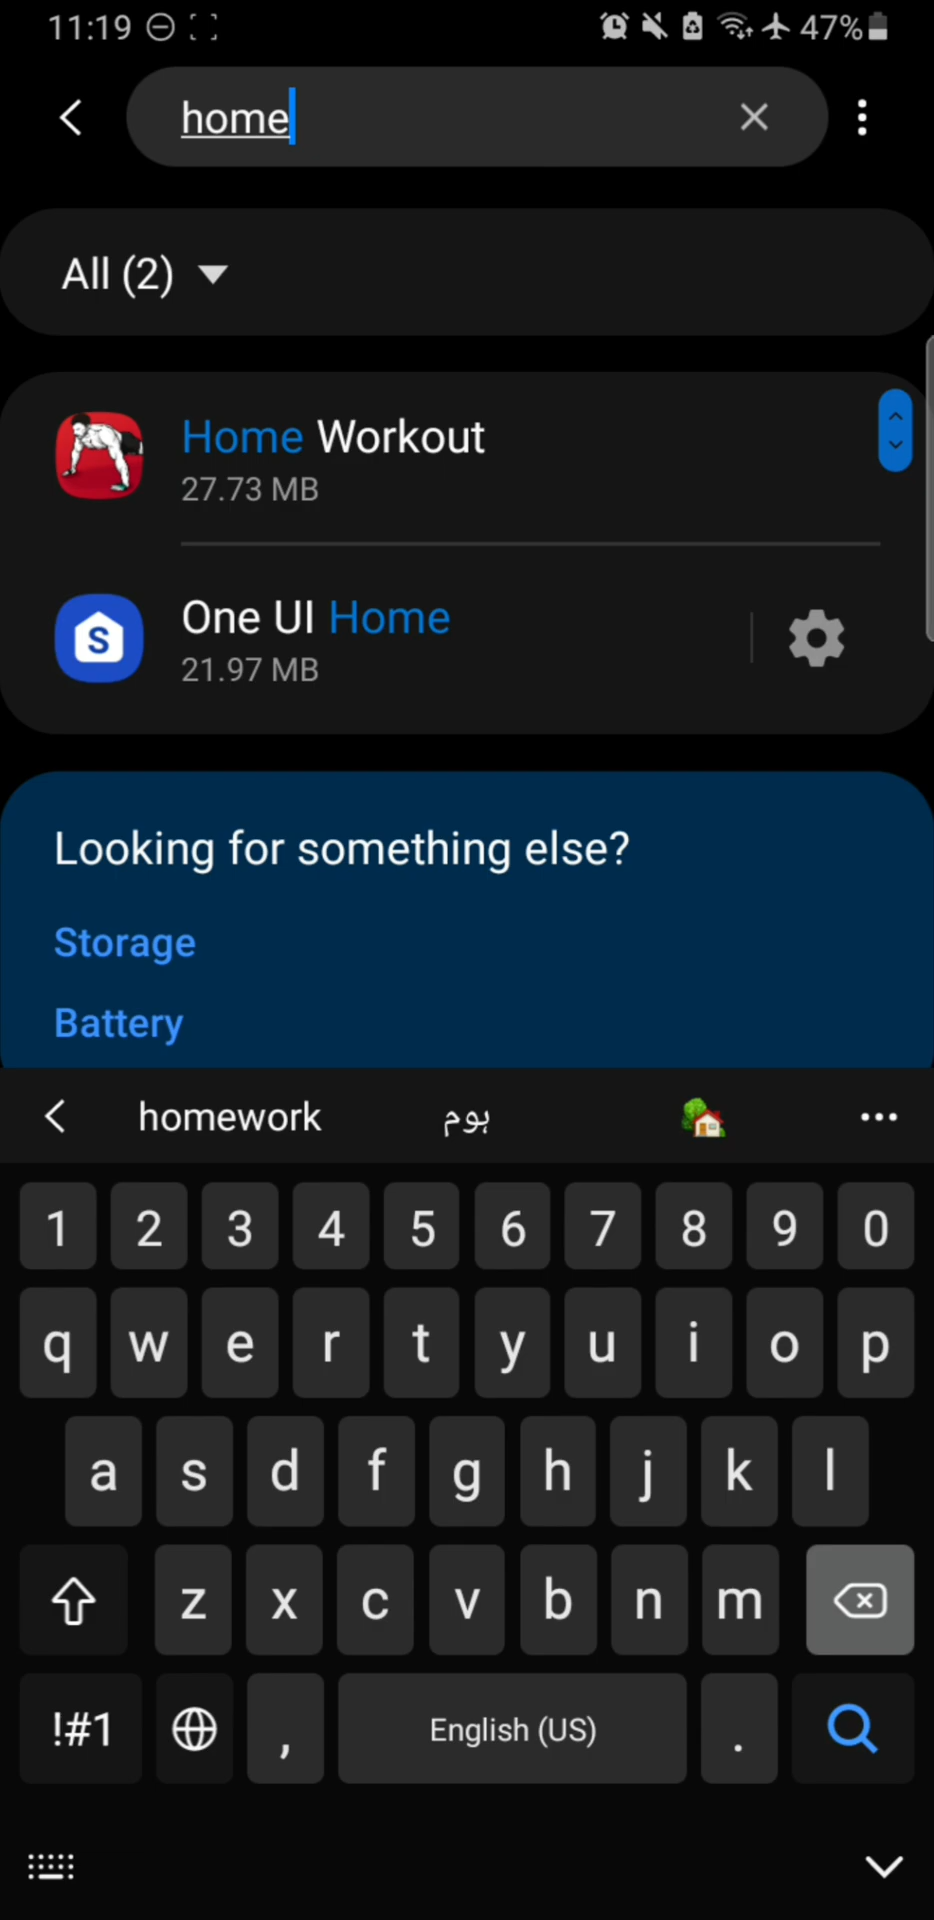 11:19
47%
home
All (2)
Home Workout
27.73 MB
One UI Home
21.97 MB
Looking for something else?
Storage
Battery
homework ہوم
1 2 3 4 5 6 7 8 9 0
q w e r t y u i o p
a s d f g h j k l
z x c v b n m
!#1 , English (US) .